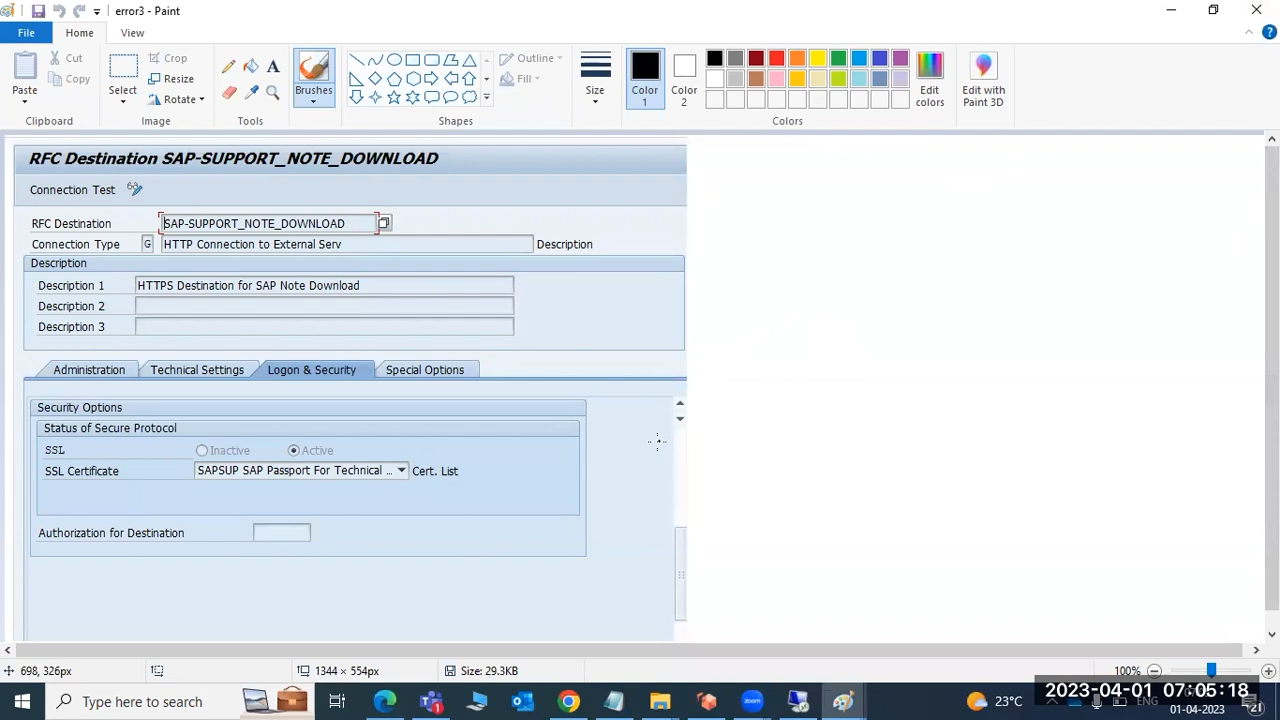 error3 - Paint
File
Home
View
Paste
Cut
Copy
Clipboard
Select
Crop
Resize
Rotate
Image
A
Tools
Brushes
Outline
Fill
Shapes
Size
Color 1
Color 2
Edit colors
Colors
Edit with Paint 3D
RFC Destination SAP-SUPPORT_NOTE_DOWNLOAD
Connection Test
RFC Destination SAP-SUPPORT_NOTE_DOWNLOAD
Connection Type G HTTP Connection to External Serv Description
Description
Description 1 HTTPS Destination for SAP Note Download
Description 2
Description 3
Administration Technical Settings Logon & Security Special Options
Security Options
Status of Secure Protocol
SSL Inactive Active
SSL Certificate SAPSUP SAP Passport For Technical ... Cert. List
Authorization for Destination
698, 326px
1344 × 554px
Size: 29.3KB
100%
Type here to search
23°C
2023-04-01 07:05:18
ENG
01-04-2023
21